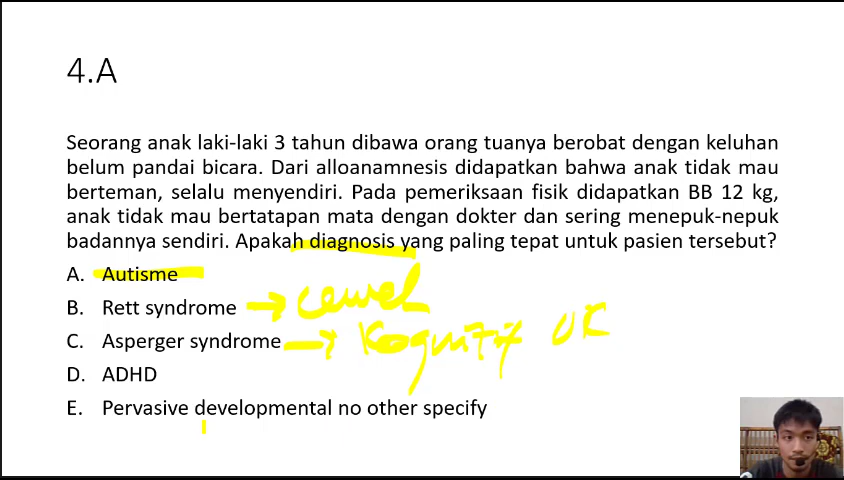 4.A
Seorang anak laki-laki 3 tahun dibawa orang tuanya berobat dengan keluhan
belum pandai bicara. Dari alloanamnesis didapatkan bahwa anak tidak mau
berteman, selalu menyendiri. Pada pemeriksaan fisik didapatkan BB 12 kg,
anak tidak mau bertatapan mata dengan dokter dan sering menepuk-nepuk
badannya sendiri. Apakah diagnosis yang paling tepat untuk pasien tersebut?
A. Autisme
B. Rett syndrome → cewek
C. Asperger syndrome → Kognitif OK
D. ADHD
E. Pervasive developmental no other specify